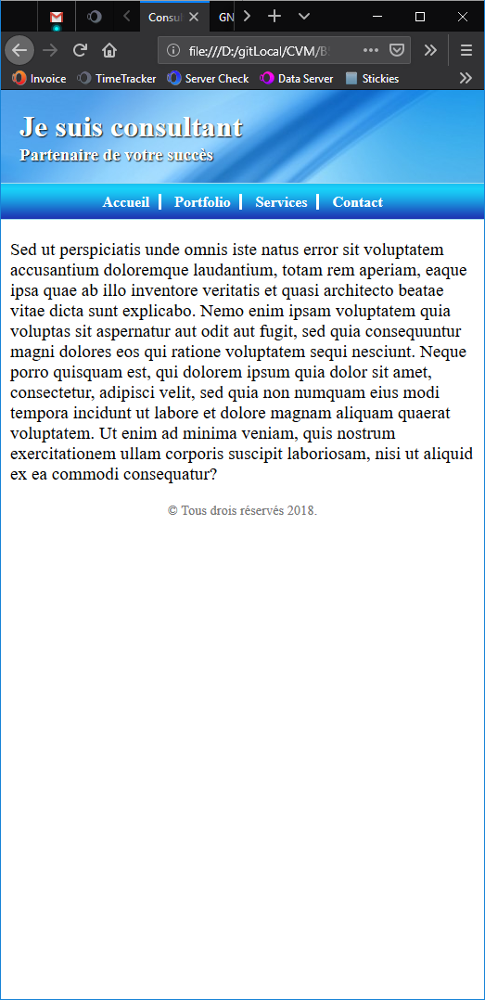 Consul
GN
file:///D:/gitLocal/CVM/B
Invoice TimeTracker Server Check Data Server Stickies
Je suis consultant
Partenaire de votre succès
Accueil Portfolio Services Contact
Sed ut perspiciatis unde omnis iste natus error sit voluptatem
accusantium doloremque laudantium, totam rem aperiam, eaque
ipsa quae ab illo inventore veritatis et quasi architecto beatae
vitae dicta sunt explicabo. Nemo enim ipsam voluptatem quia
voluptas sit aspernatur aut odit aut fugit, sed quia consequuntur
magni dolores eos qui ratione voluptatem sequi nesciunt. Neque
porro quisquam est, qui dolorem ipsum quia dolor sit amet,
consectetur, adipisci velit, sed quia non numquam eius modi
tempora incidunt ut labore et dolore magnam aliquam quaerat
voluptatem. Ut enim ad minima veniam, quis nostrum
exercitationem ullam corporis suscipit laboriosam, nisi ut aliquid
ex ea commodi consequatur?
© Tous drois réservés 2018.